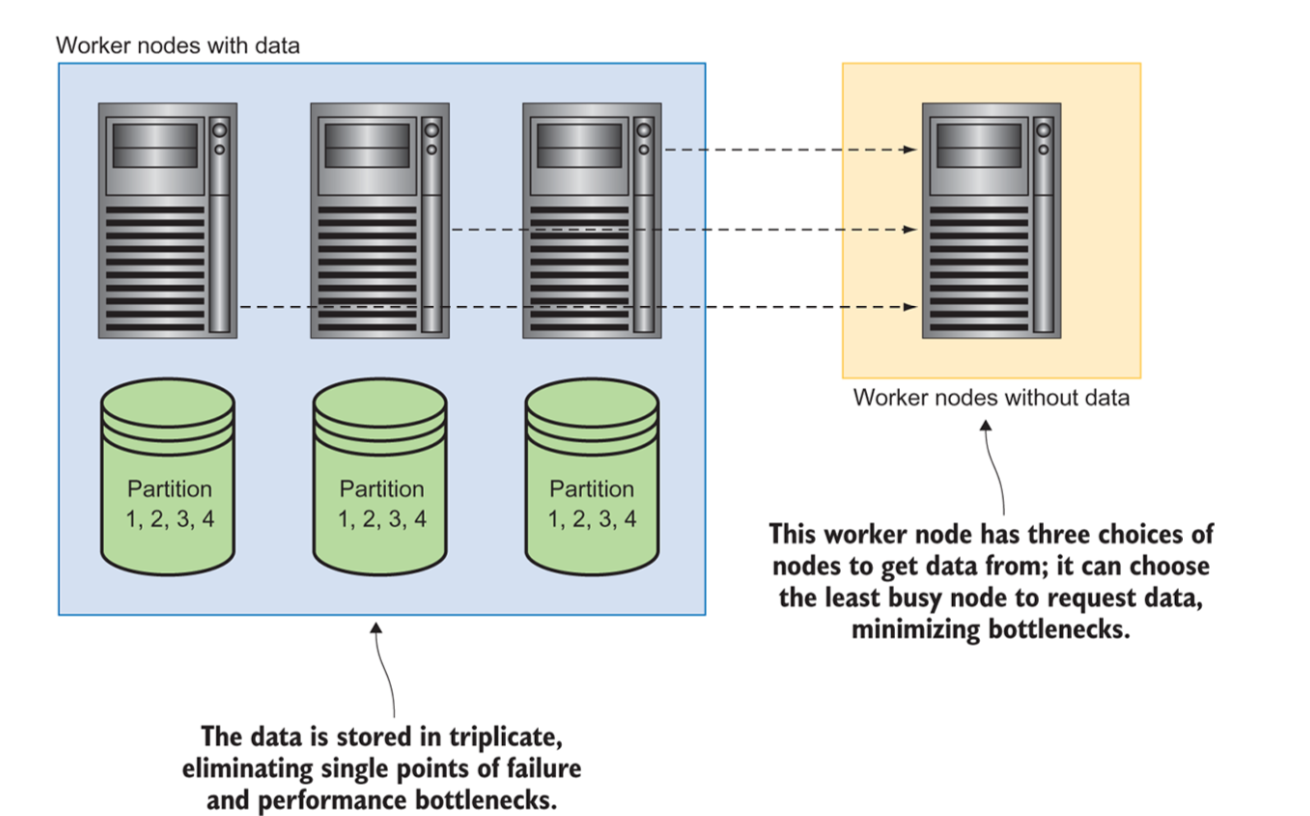 Worker nodes with data
Partition
1, 2, 3, 4
Partition
1, 2, 3, 4
Partition
1, 2, 3, 4
Worker nodes without data
This worker node has three choices of
nodes to get data from; it can choose
the least busy node to request data,
minimizing bottlenecks.
The data is stored in triplicate,
eliminating single points of failure
and performance bottlenecks.